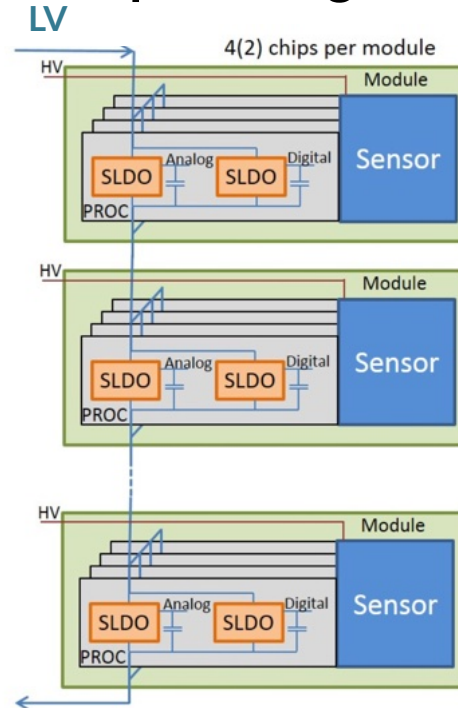 LV
4(2) chips per module
HV
Module
Analog
Digital
SLDO
SLDO
PROC
Sensor
HV
Module
Analog
Digital
SLDO
SLDO
PROC
Sensor
HV
Module
Analog
Digital
SLDO
SLDO
PROC
Sensor